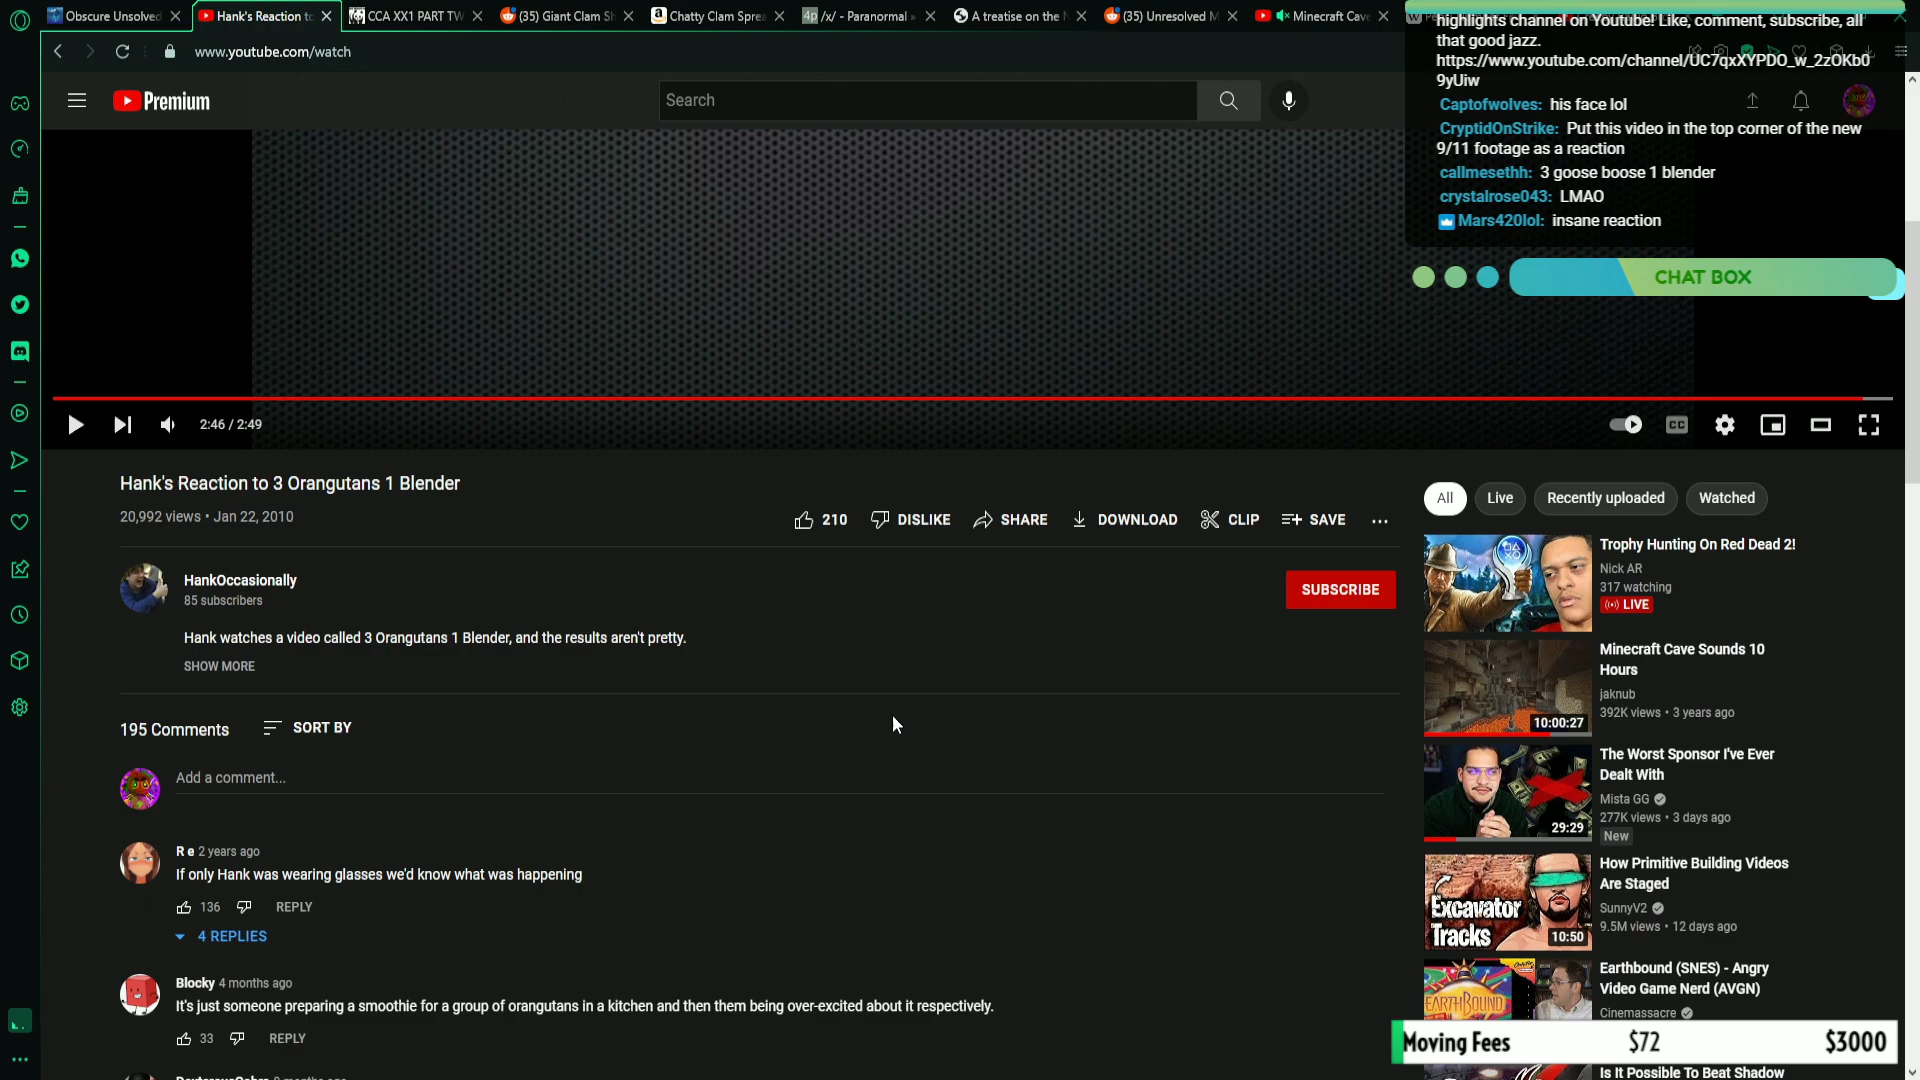 Obscure Unsolved
Hank's Reaction to
CCA XX1 PART TW
(35) Giant Clam Sh
Chatty Clam Sprea
/x/ - Paranormal »
A treatise on the N
(35) Unresolved M
Minecraft Cav
www.youtube.com/watch
Premium
Search
highlights channel on Youtube! Like, comment, subscribe, all
that good jazz.
https://www.youtube.com/channel/UC7qxXYPDO_w_2zOKb0
9yUiw
Captofwolves: his face lol
CryptidOnStrike: Put this video in the top corner of the new
9/11 footage as a reaction
callmesethh: 3 goose boose 1 blender
crystalrose043: LMAO
Mars420lol: insane reaction
CHAT BOX
2:46 / 2:49
CC
Hank's Reaction to 3 Orangutans 1 Blender
20,992 views • Jan 22, 2010
210
DISLIKE
SHARE
DOWNLOAD
CLIP
SAVE
HankOccasionally
85 subscribers
SUBSCRIBE
Hank watches a video called 3 Orangutans 1 Blender, and the results aren't pretty.
SHOW MORE
195 Comments
SORT BY
Add a comment...
R e 2 years ago
If only Hank was wearing glasses we'd know what was happening
136
REPLY
4 REPLIES
Blocky 4 months ago
It's just someone preparing a smoothie for a group of orangutans in a kitchen and then them being over-excited about it respectively.
33
REPLY
All
Live
Recently uploaded
Watched
Trophy Hunting On Red Dead 2!
Nick AR
317 watching
LIVE
Minecraft Cave Sounds 10
Hours
jaknub
392K views • 3 years ago
10:00:27
The Worst Sponsor I've Ever
Dealt With
Mista GG
277K views • 3 days ago
New
29:29
How Primitive Building Videos
Are Staged
SunnyV2
9.5M views • 12 days ago
Excavator
Tracks
10:50
Earthbound (SNES) - Angry
Video Game Nerd (AVGN)
Cinemassacre
EARTHBOUND
Moving Fees
$72
$3000
Is It Possible To Beat Shadow